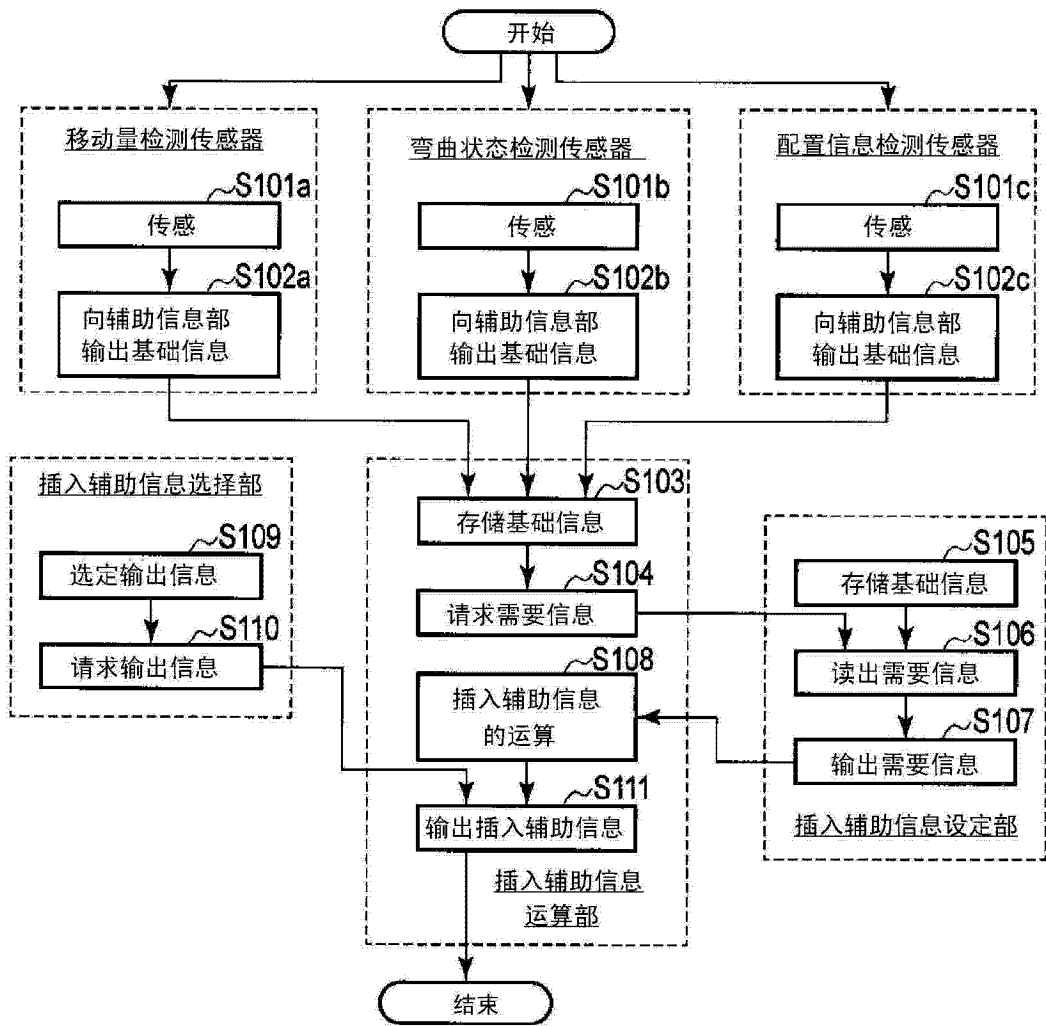 开始
移动量检测传感器
S101a
传感
S102a
向辅助信息部
输出基础信息
弯曲状态检测传感器
S101b
传感
S102b
向辅助信息部
输出基础信息
配置信息检测传感器
S101c
传感
S102c
向辅助信息部
输出基础信息
插入辅助信息选择部
S109
选定输出信息
S110
请求输出信息
S103
存储基础信息
S104
请求需要信息
S108
插入辅助信息
的运算
S111
输出插入辅助信息
插入辅助信息
运算部
S105
存储基础信息
S106
读出需要信息
S107
输出需要信息
插入辅助信息设定部
结束